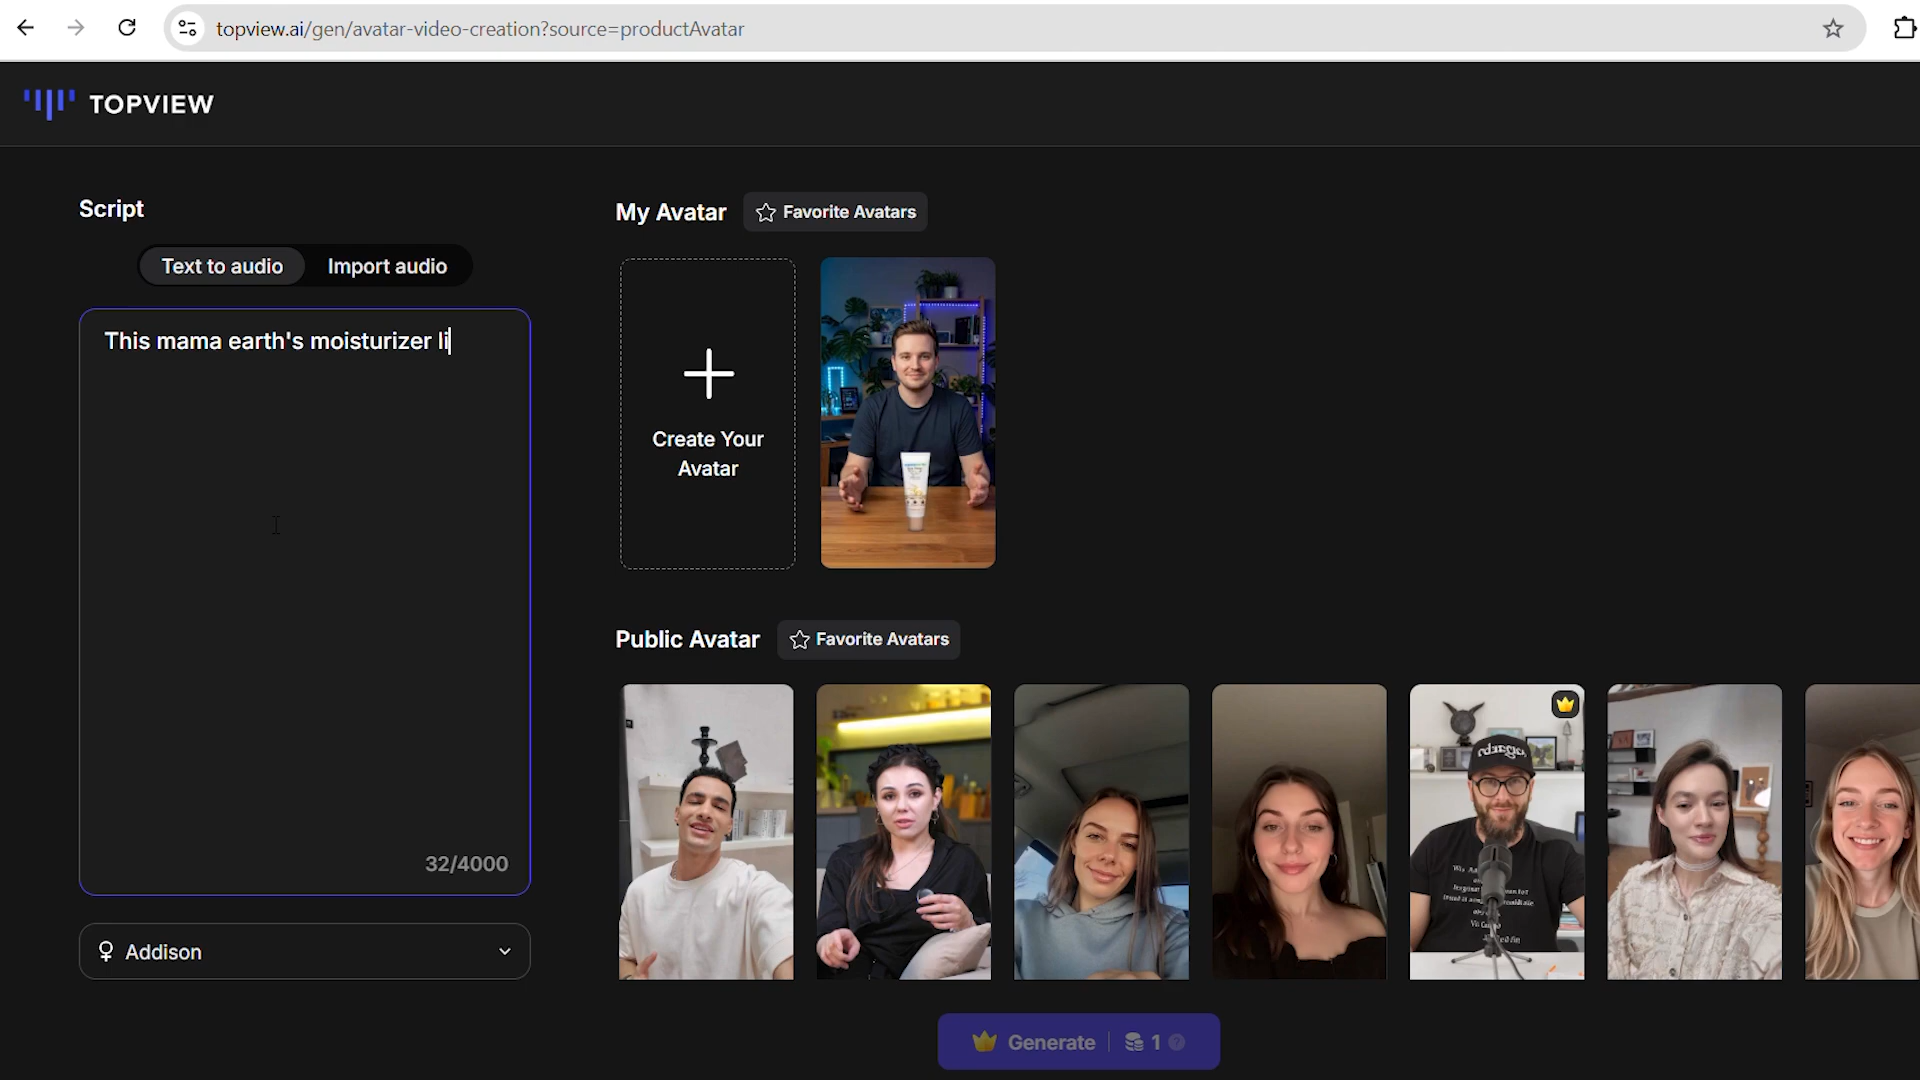 topview.ai/gen/avatar-video-creation?source=productAvatar
TOPVIEW
Script
Text to audio
Import audio
This mama earth's moisturizer li
32/4000
Addison
My Avatar
Favorite Avatars
Create Your
Avatar
Public Avatar
Favorite Avatars
Generate
1